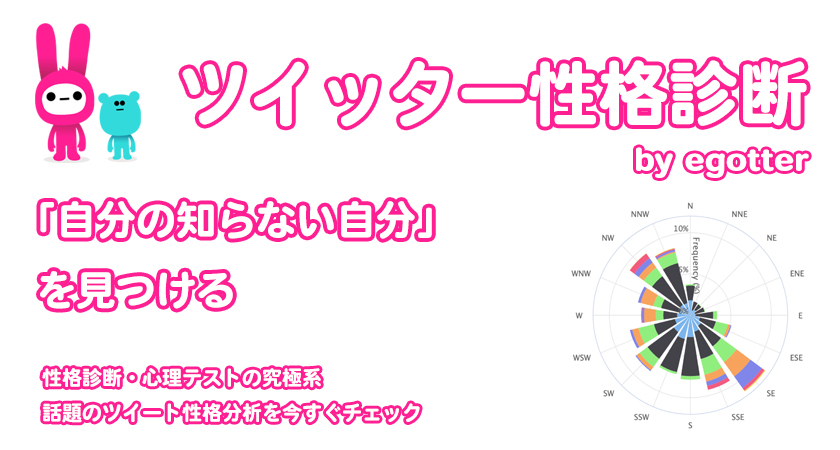 ツイッター性格診断
by egotter
「自分の知らない自分」
を見つける
性格診断・心理テストの究極系
話題のツイート性格分析を今すぐチェック
N
NNE
NE
ENE
E
ESE
SE
SSE
S
SSW
SW
WSW
W
WNW
NW
NNW
10%
5%
Frequency (%)